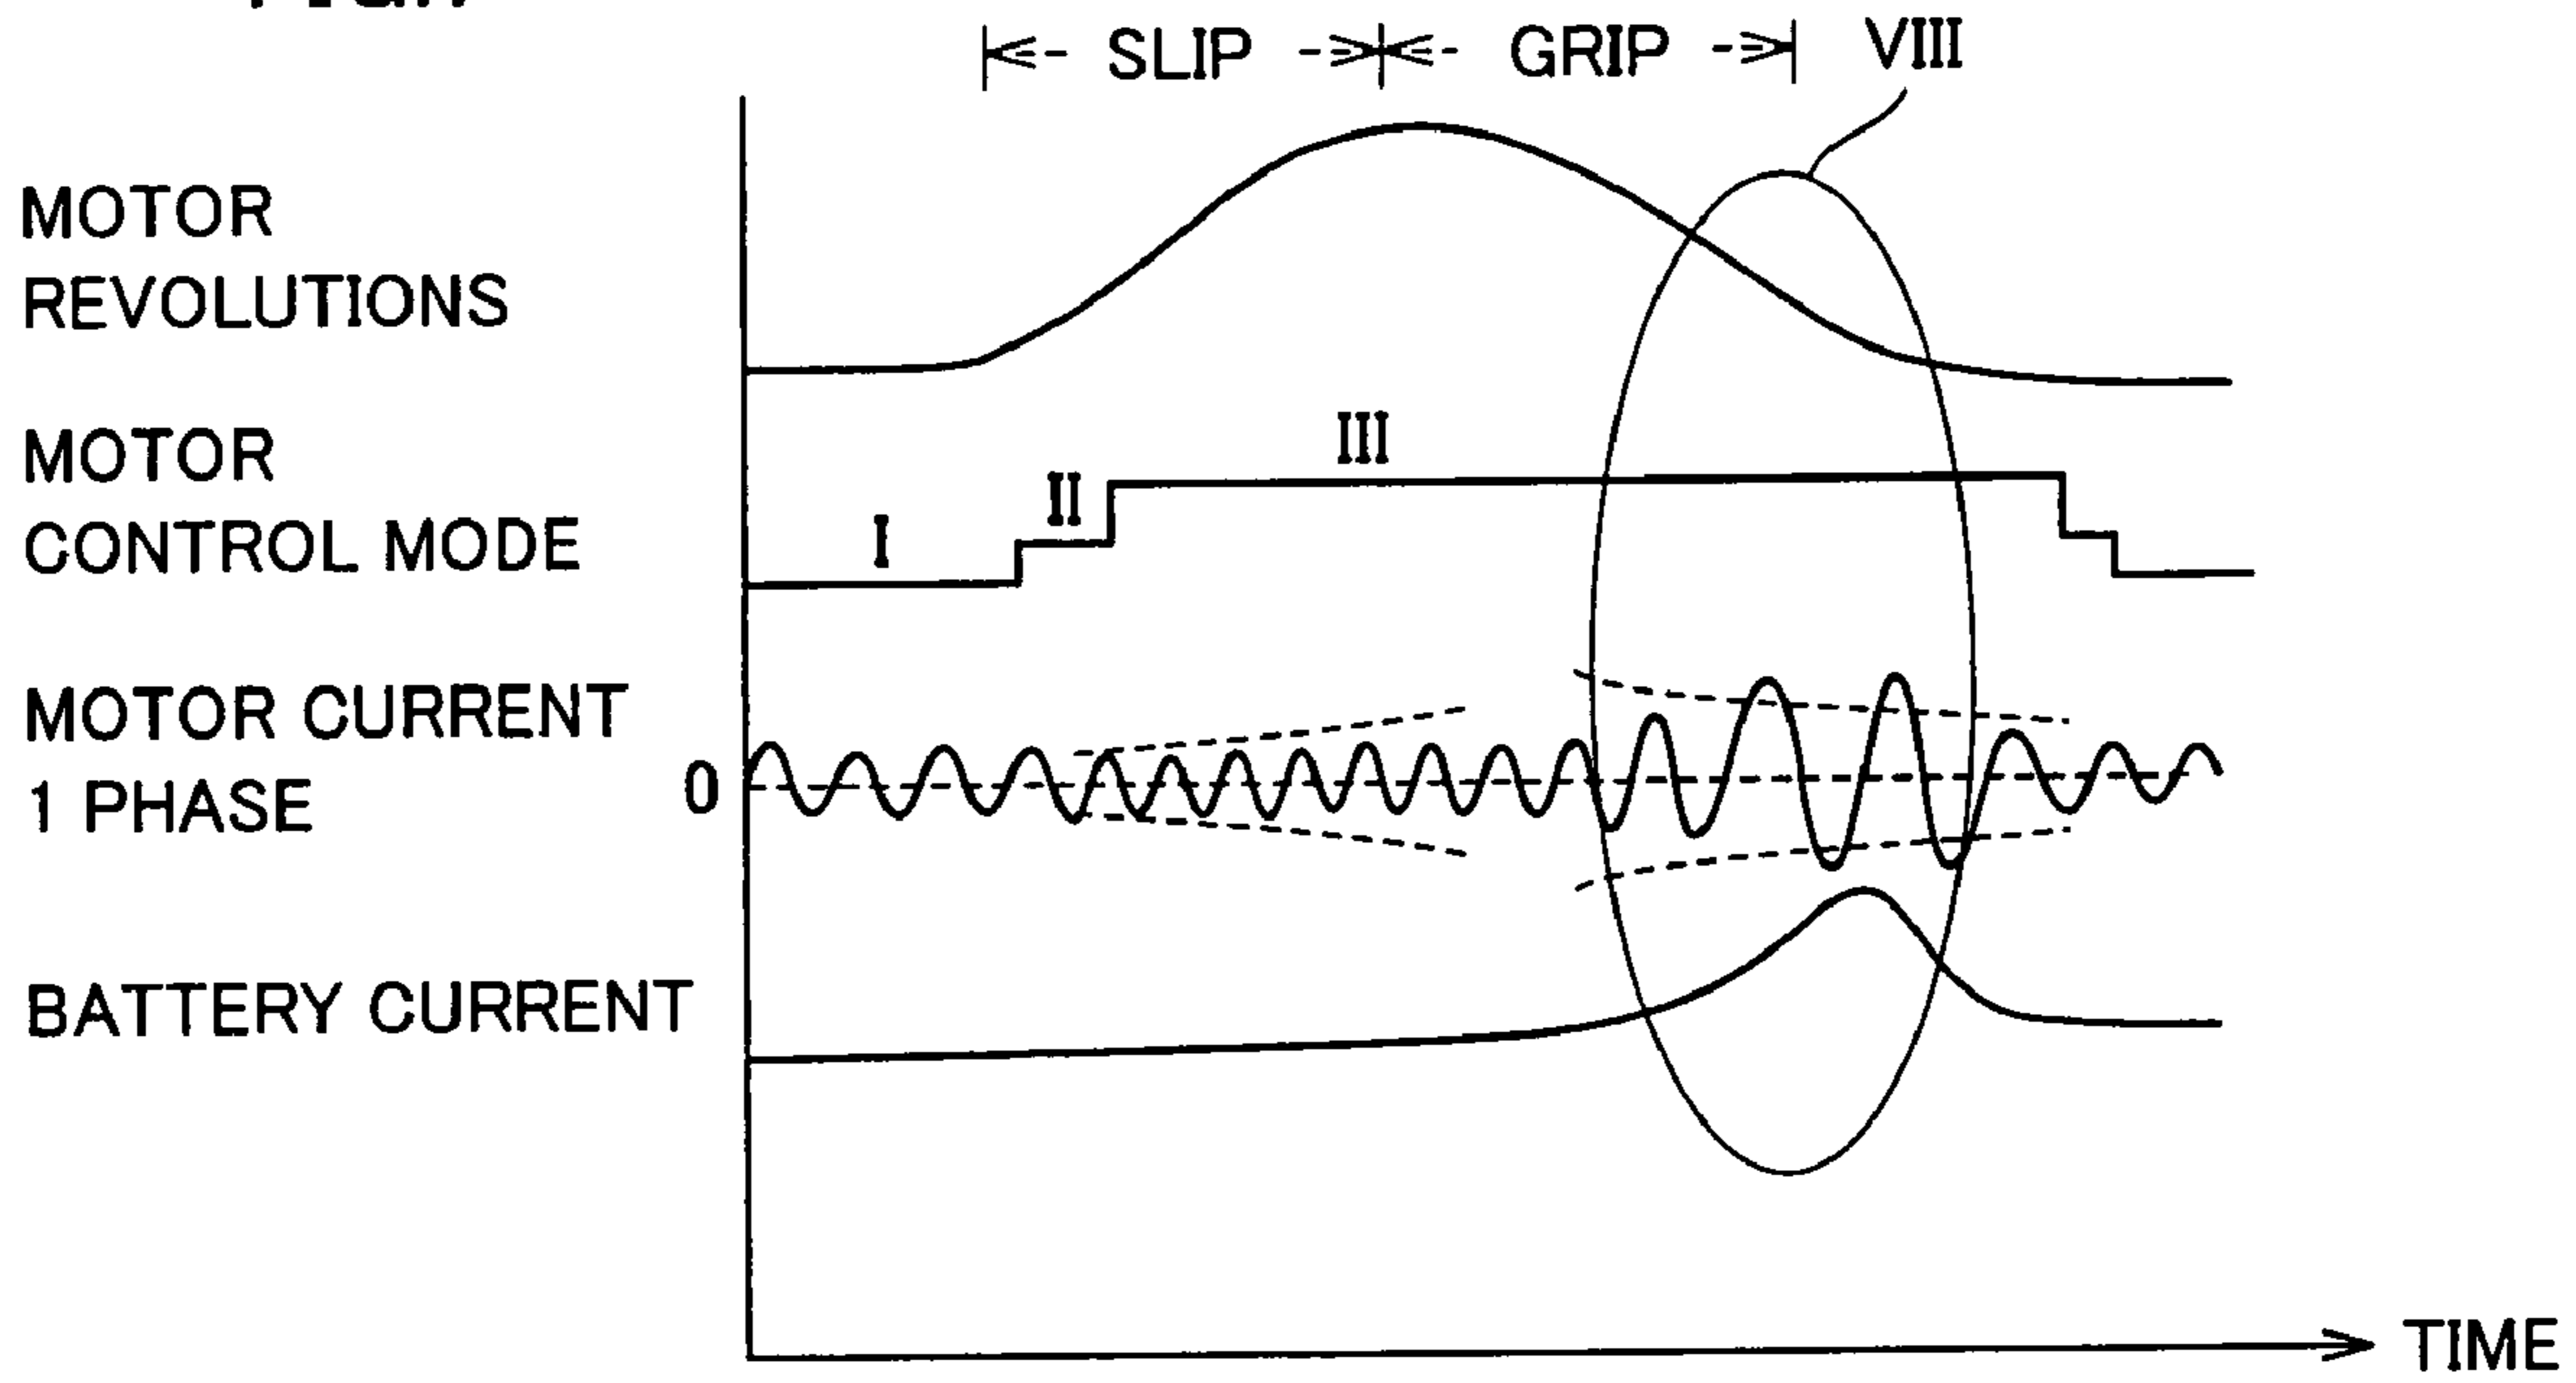 SLIP
GRIP
VIII
MOTOR
REVOLUTIONS
MOTOR
CONTROL MODE
I
II
III
MOTOR CURRENT
1 PHASE
0
BATTERY CURRENT
TIME